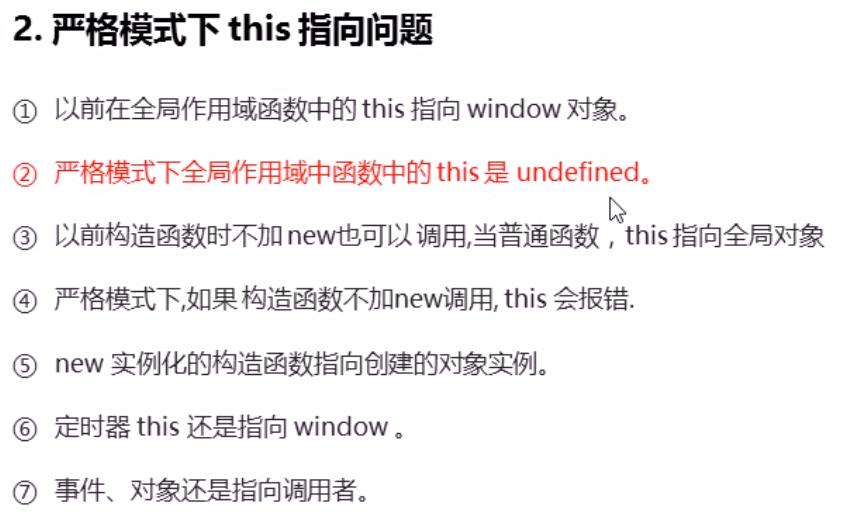 2. 严格模式下 this 指向问题
① 以前在全局作用域函数中的 this 指向 window 对象。
② 严格模式下全局作用域中函数中的 this 是 undefined。
③ 以前构造函数时不加 new也可以 调用,当普通函数，this 指向全局对象
④ 严格模式下,如果 构造函数不加new调用, this 会报错.
⑤ new 实例化的构造函数指向创建的对象实例。
⑥ 定时器 this 还是指向 window 。
⑦ 事件、对象还是指向调用者。